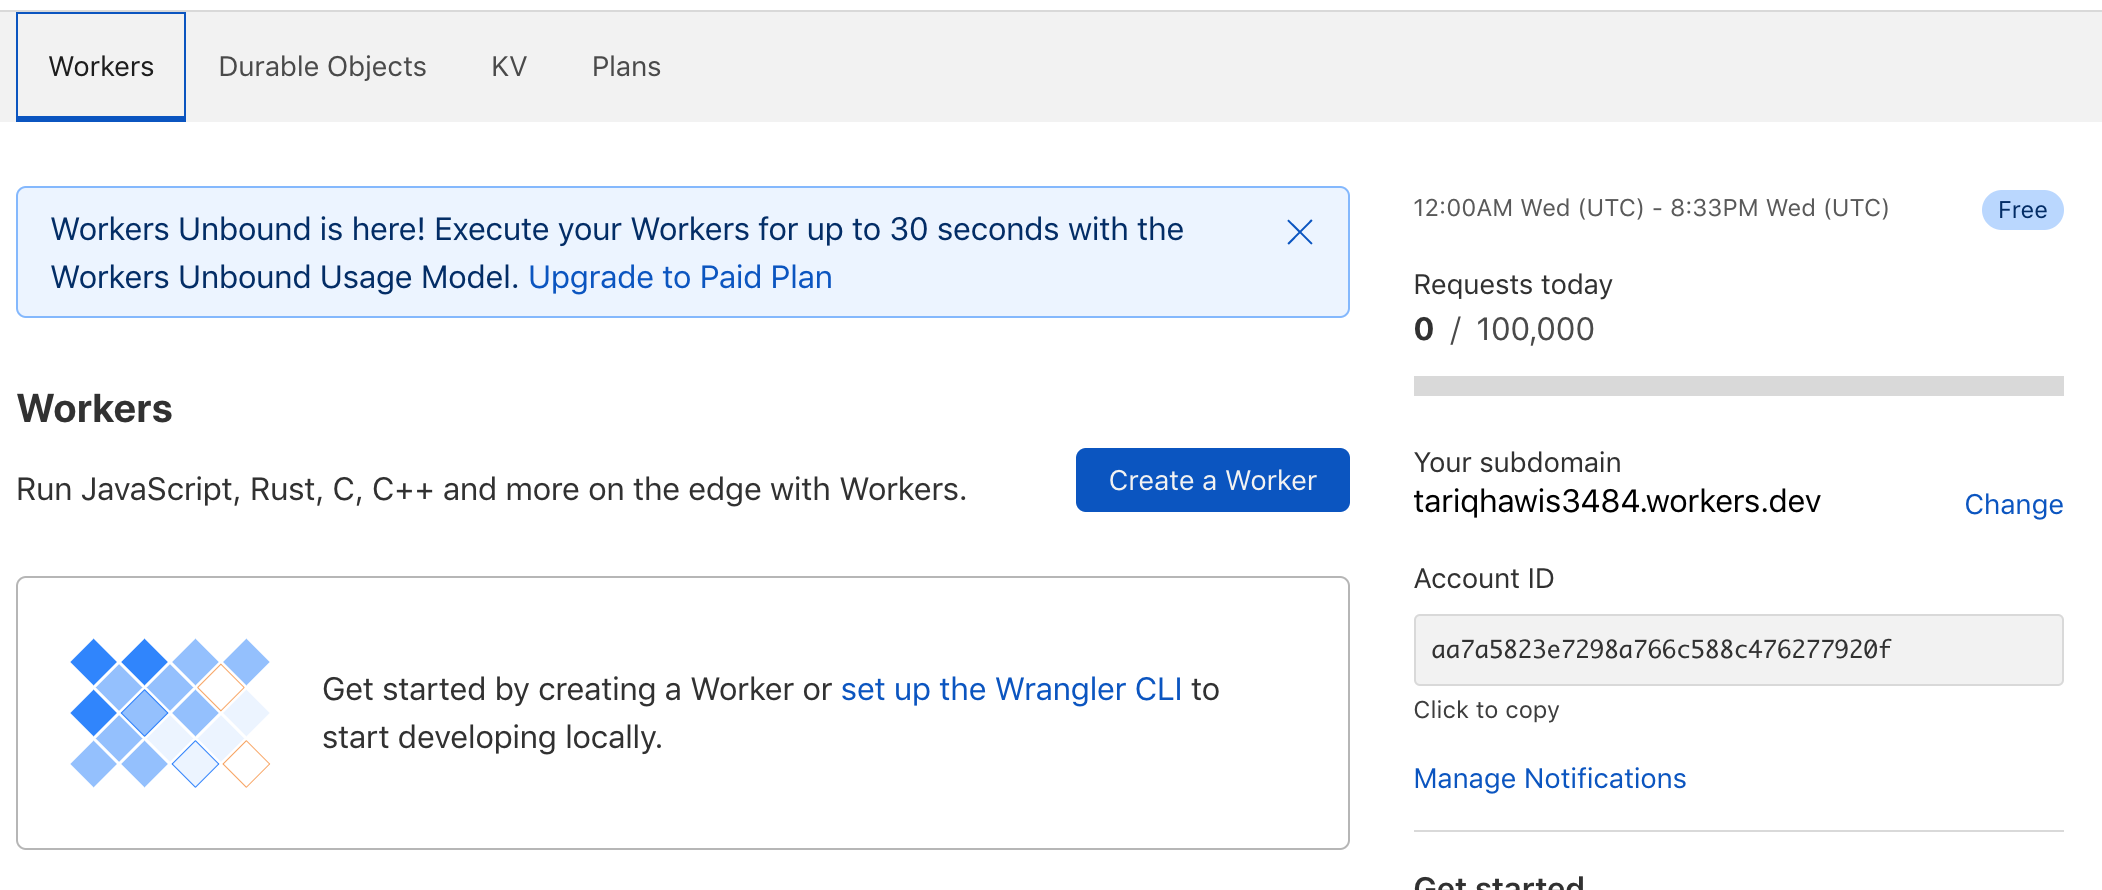 Workers
Durable Objects
KV
Plans
Workers Unbound is here! Execute your Workers for up to 30 seconds with the
Workers Unbound Usage Model. Upgrade to Paid Plan
Workers
Run JavaScript, Rust, C, C++ and more on the edge with Workers.
Create a Worker
Get started by creating a Worker or set up the Wrangler CLI to
start developing locally.
12:00AM Wed (UTC) - 8:33PM Wed (UTC)
Free
Requests today
0 / 100,000
Your subdomain
tariqhawis3484.workers.dev
Change
Account ID
aa7a5823e7298a766c588c476277920f
Click to copy
Manage Notifications
Get started